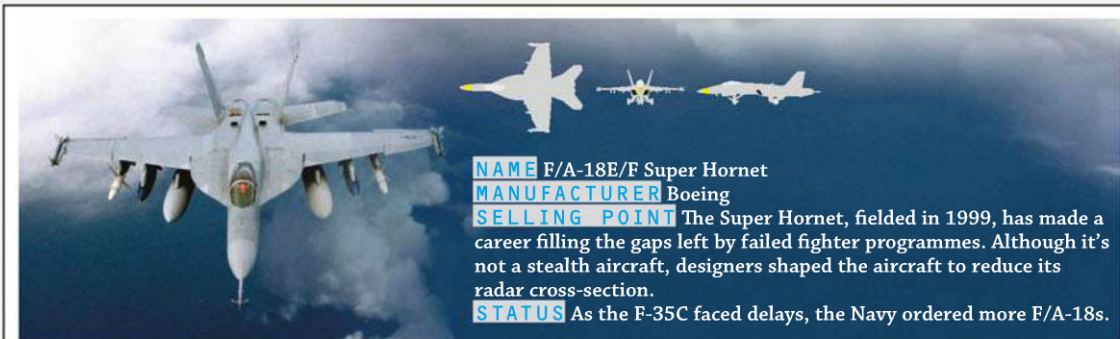 NAME F/A-18E/F Super Hornet
MANUFACTURER Boeing
SELLING POINT The Super Hornet, fielded in 1999, has made a
career filling the gaps left by failed fighter programmes. Although it’s
not a stealth aircraft, designers shaped the aircraft to reduce its
radar cross-section.
STATUS As the F-35C faced delays, the Navy ordered more F/A-18s.